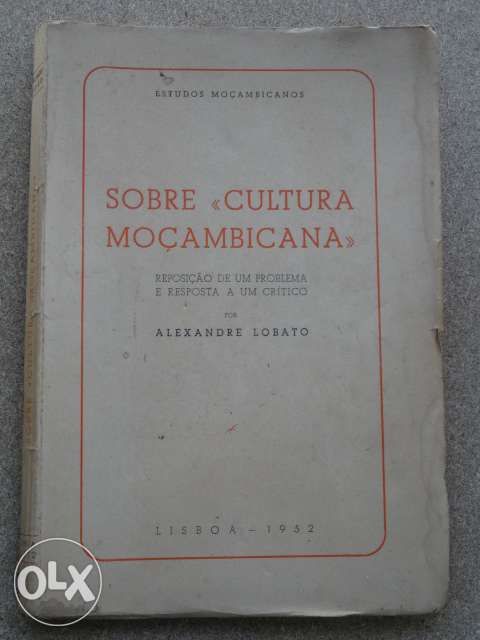 ESTUDOS MOÇAMBICANOS
SOBRE «CULTURA
MOÇAMBICANA»
REPOSIÇÃO DE UM PROBLEMA
E RESPOSTA A UM CRÍTICO
POR
ALEXANDRE LOBATO
LISBOA — 1952
OLX